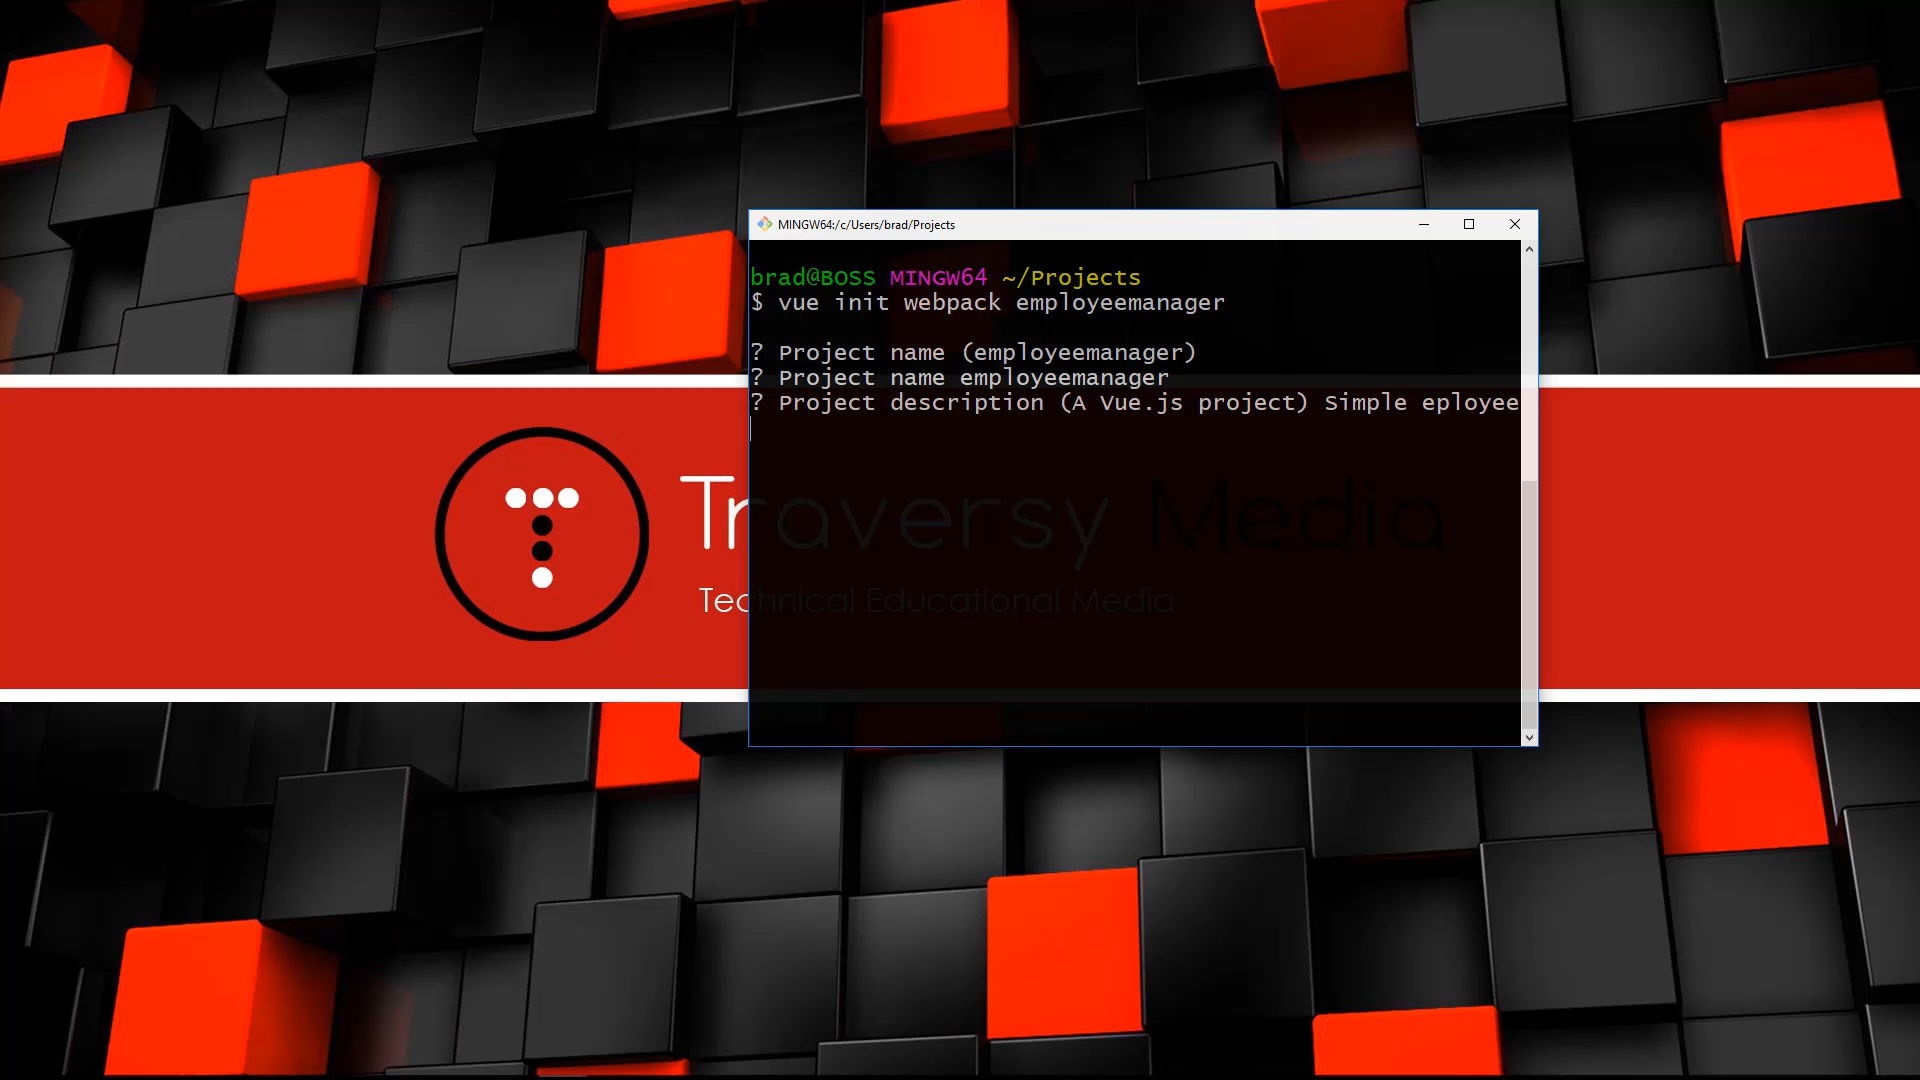 MINGW64:/c/Users/brad/Projects
brad@BOSS MINGW64 ~/Projects
$ vue init webpack employeemanager
? Project name (employeemanager)
? Project name employeemanager
? Project description (A Vue.js project) Simple eployee
Traversy Media
Technical Educational Media